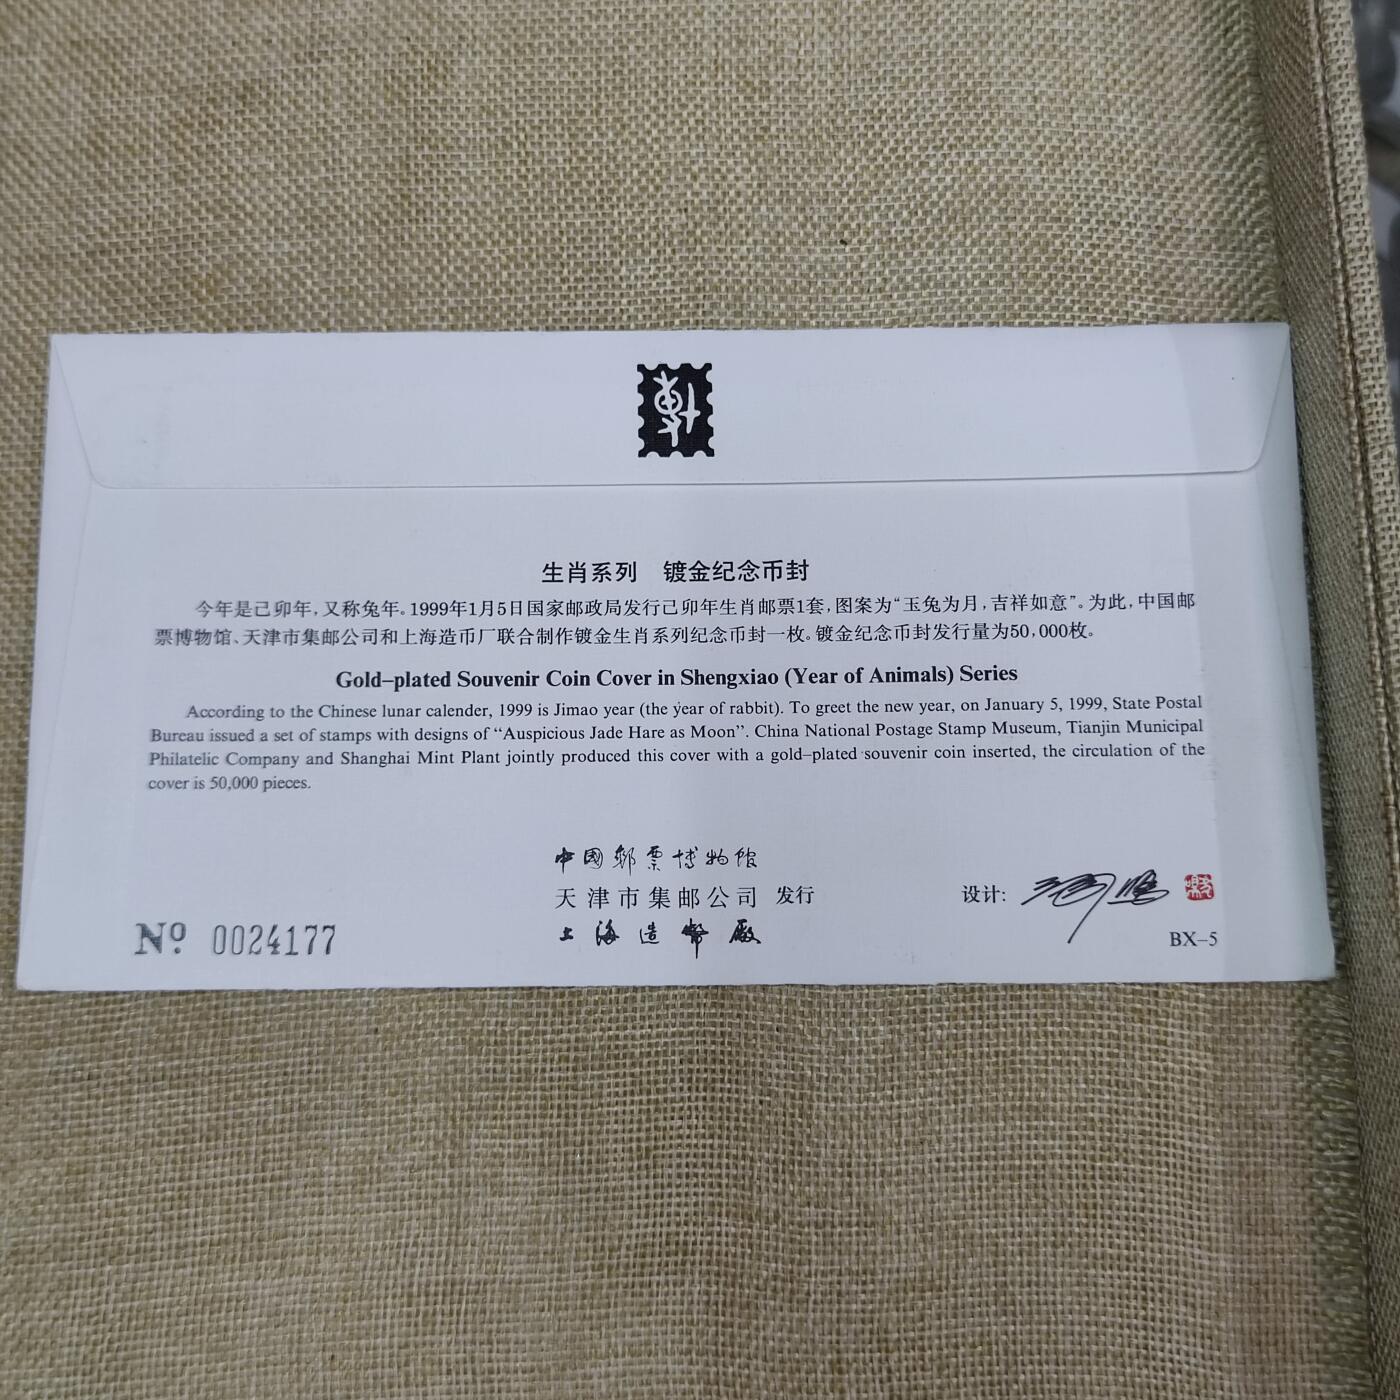 生肖系列 镀金纪念币封
今年是己卯年,又称兔年。1999年1月5日国家邮政局发行己卯年生肖邮票1套,图案为“玉兔为月,吉祥如意”。为此,中国邮
票博物馆、天津市集邮公司和上海造币厂联合制作镀金生肖系列纪念币封一枚。镀金纪念币封发行量为50,000枚。
Gold-plated Souvenir Coin Cover in Shengxiao (Year of Animals) Series
According to the Chinese lunar calender, 1999 is Jimao year (the year of rabbit). To greet the new year, on January 5, 1999, State Postal
Bureau issued a set of stamps with designs of “Auspicious Jade Hare as Moon”. China National Postage Stamp Museum, Tianjin Municipal
Philatelic Company and Shanghai Mint Plant jointly produced this cover with a gold-plated souvenir coin inserted, the circulation of the
cover is 50,000 pieces.
中國郵票博物馆
天津市集邮公司 发行
上海造幣廠
设计:
№ 0024177
BX-5